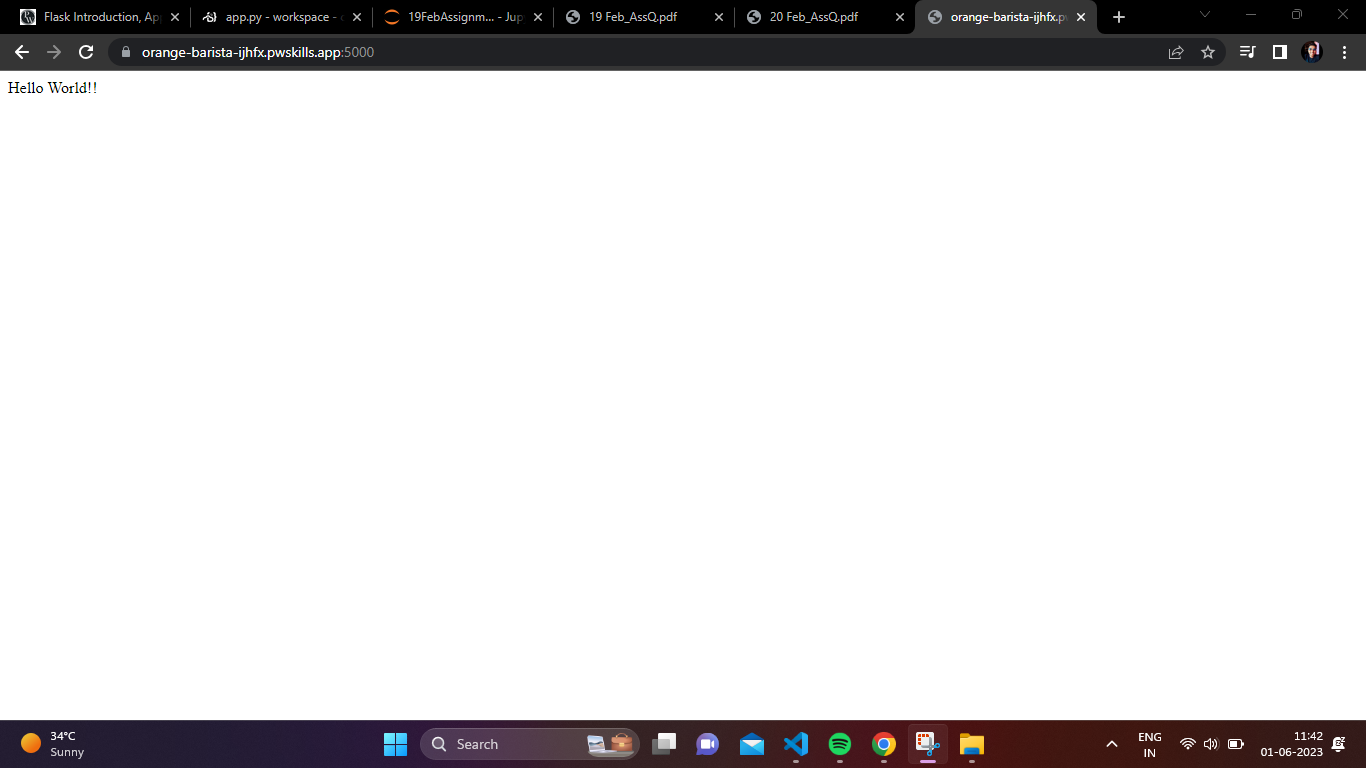 Flask Introduction, Ap
app.py - workspace -
19FebAssignm... - Jup
19 Feb_AssQ.pdf
20 Feb_AssQ.pdf
orange-barista-ijhfx.p
orange-barista-ijhfx.pwskills.app:5000
Hello World!!
34°C
Sunny
Search
ENG
IN
11:42
01-06-2023